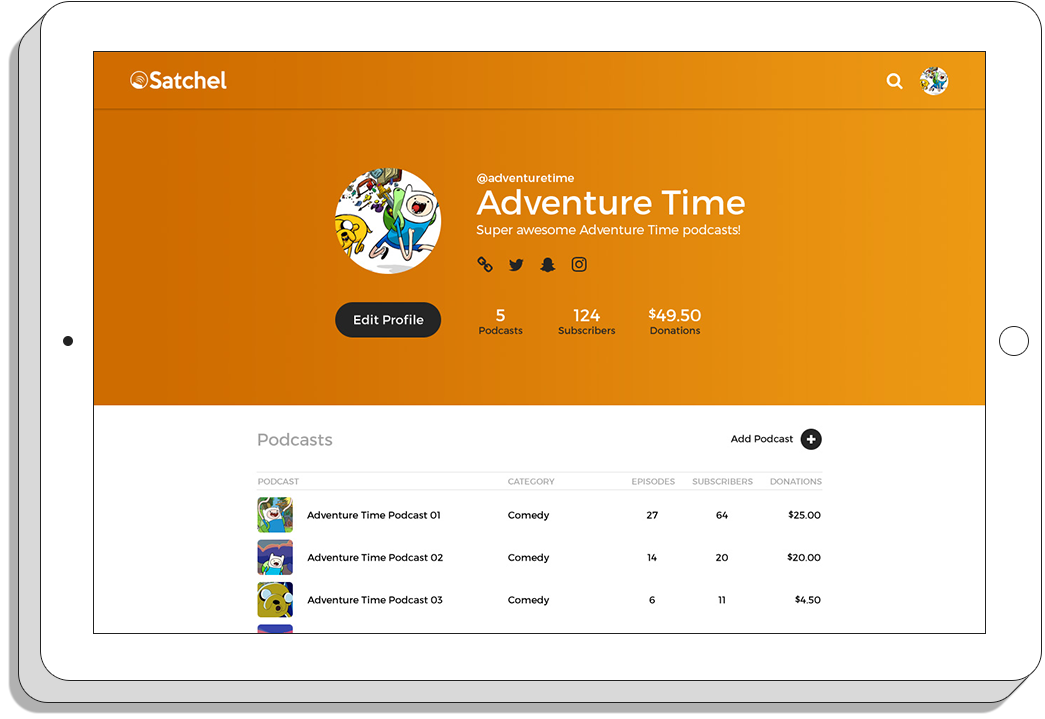 Satchel
@adventuretime
Adventure Time
Super awesome Adventure Time podcasts!
Edit Profile
5 124 $49.50
Podcasts Subscribers Donations
Podcasts Add Podcast
PODCAST CATEGORY EPISODES SUBSCRIBERS DONATIONS
Adventure Time Podcast 01 Comedy 27 64 $25.00
Adventure Time Podcast 02 Comedy 14 20 $20.00
Adventure Time Podcast 03 Comedy 6 11 $4.50